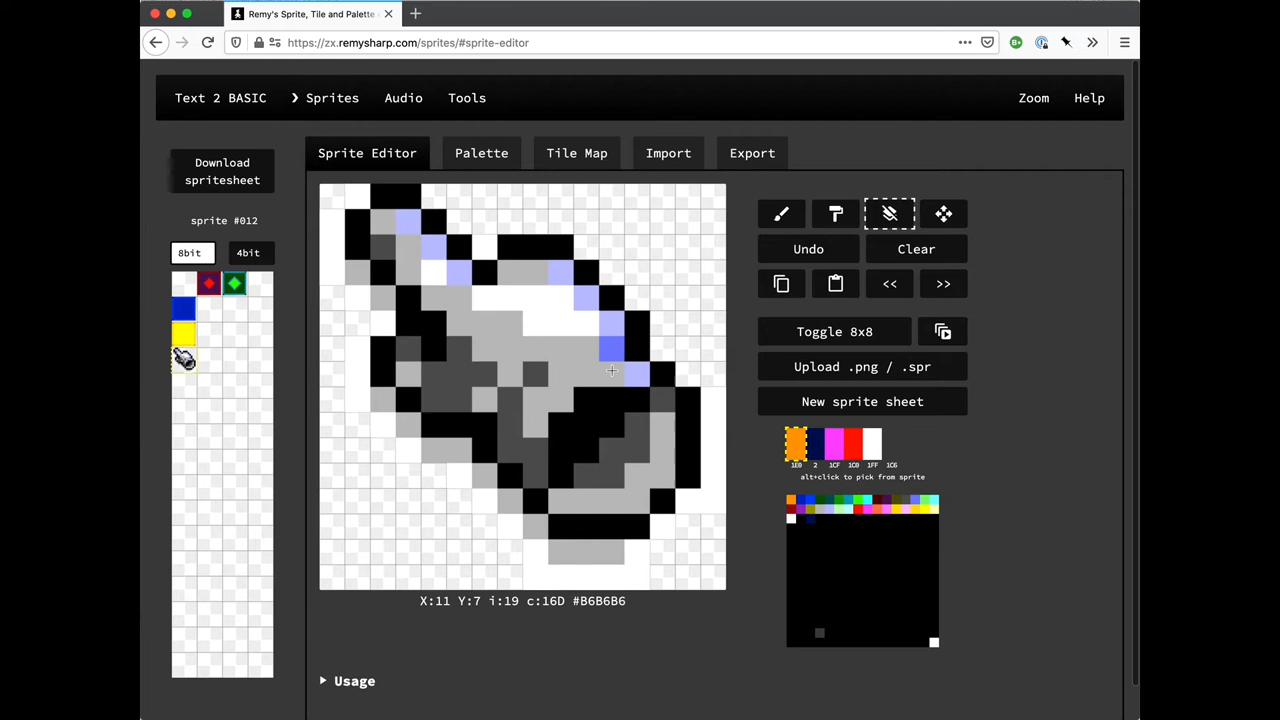 Remy's Sprite, Tile and Palette
https://zx.remysharp.com/sprites/#sprite-editor
Text 2 BASIC
Sprites
Audio
Tools
Zoom
Help
Download
spritesheet
sprite #012
8bit
4bit
Sprite Editor
Palette
Tile Map
Import
Export
X:11 Y:7 i:19 c:16D #B6B6B6
Usage
Undo
Clear
<<
>>
Toggle 8x8
Upload .png / .spr
New sprite sheet
1E0 2 1CF 1C0 1FF 1C6
alt+click to pick from sprite